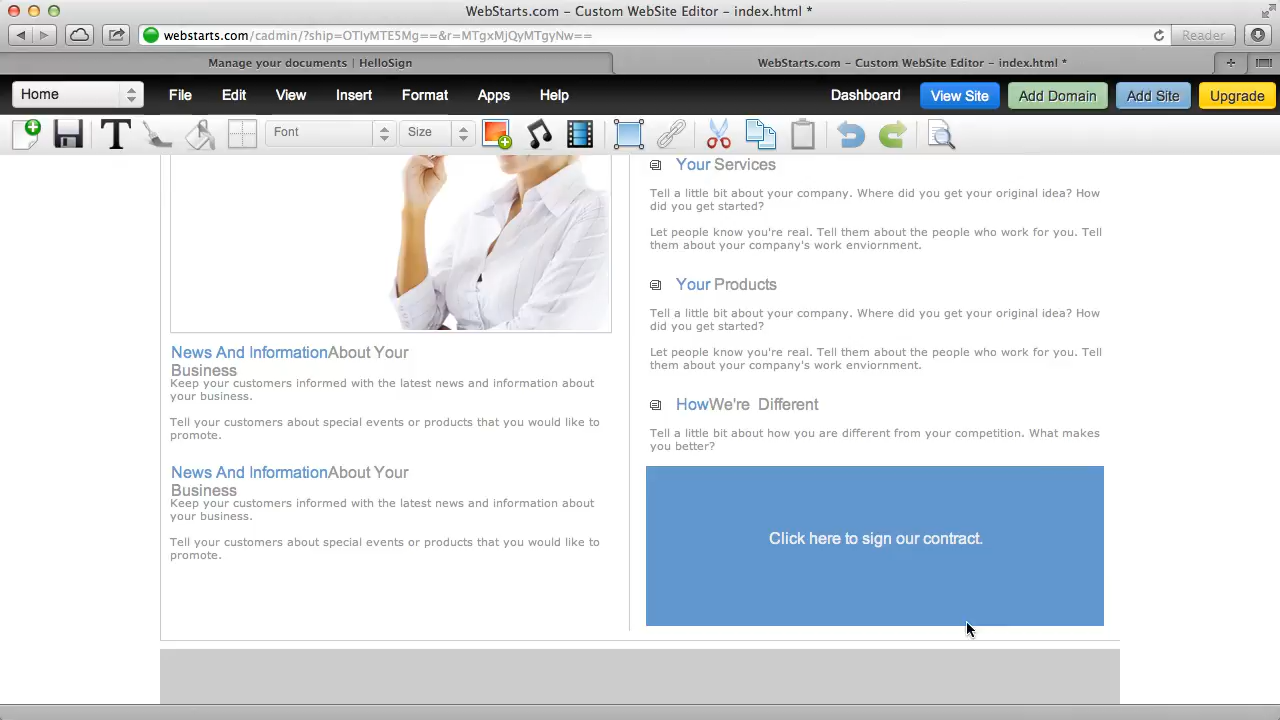 WebStarts.com – Custom WebSite Editor – index.html *
webstarts.com/cadmin/?ship=OTIyMTE5Mg==&r=MTgxMjQyMTgyNw==
Reader
Manage your documents | HelloSign
WebStarts.com – Custom WebSite Editor – index.html *
Home
File
Edit
View
Insert
Format
Apps
Help
Dashboard
View Site
Add Domain
Add Site
Upgrade
Font
Size
Your Services
Tell a little bit about your company. Where did you get your original idea? How
did you get started?
Let people know you're real. Tell them about the people who work for you. Tell
them about your company's work enviornment.
Your Products
Tell a little bit about your company. Where did you get your original idea? How
did you get started?
Let people know you're real. Tell them about the people who work for you. Tell
them about your company's work enviornment.
HowWe're Different
Tell a little bit about how you are different from your competition. What makes
you better?
Click here to sign our contract.
News And InformationAbout Your
Business
Keep your customers informed with the latest news and information about
your business.
Tell your customers about special events or products that you would like to
promote.
News And InformationAbout Your
Business
Keep your customers informed with the latest news and information about
your business.
Tell your customers about special events or products that you would like to
promote.